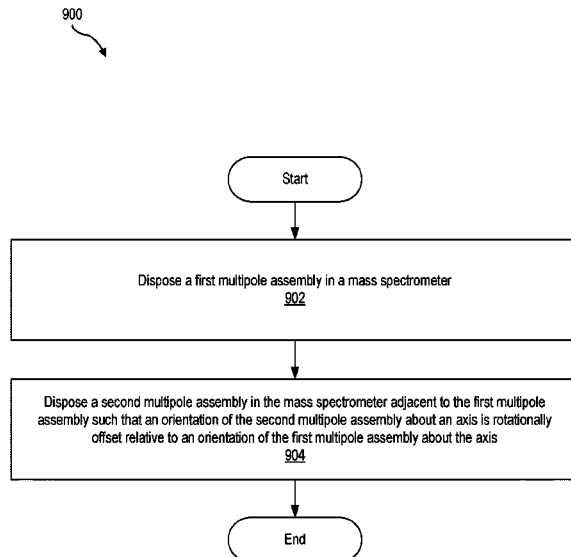 900
Start
Dispose a first multipole assembly in a mass spectrometer
902
Dispose a second multipole assembly in the mass spectrometer adjacent to the first multipole
assembly such that an orientation of the second multipole assembly about an axis is rotationally
offset relative to an orientation of the first multipole assembly about the axis
904
End